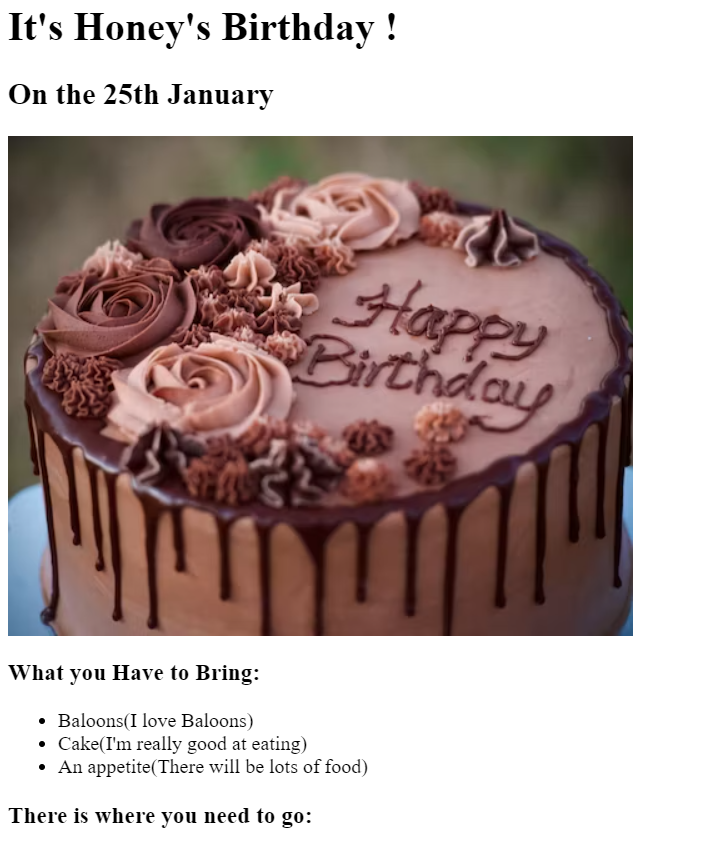 It's Honey's Birthday !
On the 25th January
Happy
Birthday
What you Have to Bring:
Baloons(I love Baloons)
Cake(I'm really good at eating)
An appetite(There will be lots of food)
There is where you need to go: